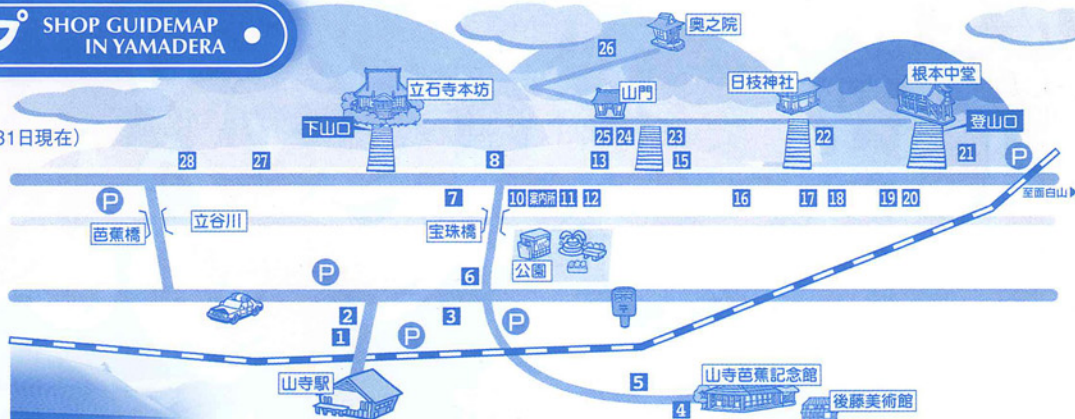 プ
SHOP GUIDEMAP
IN YAMADERA
31日現在)
26
奥之院
立石寺本坊
山門
日枝神社
根本中堂
下山口
登山口
25
24
23
22
21
P
28
27
8
13
15
P
7
10
案内所
11
12
16
17
18
19
20
至面白山
芭蕉橋
立谷川
宝珠橋
公園
P
6
2
3
1
P
P
山寺駅
5
4
山寺芭蕉記念館
後藤美術館